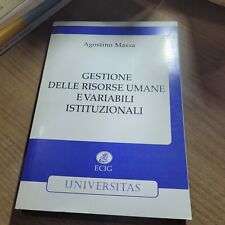 Agostino Massa
GESTIONE
DELLE RISORSE UMANE
E VARIABILI
ISTITUZIONALI
ECIG
UNIVERSITAS